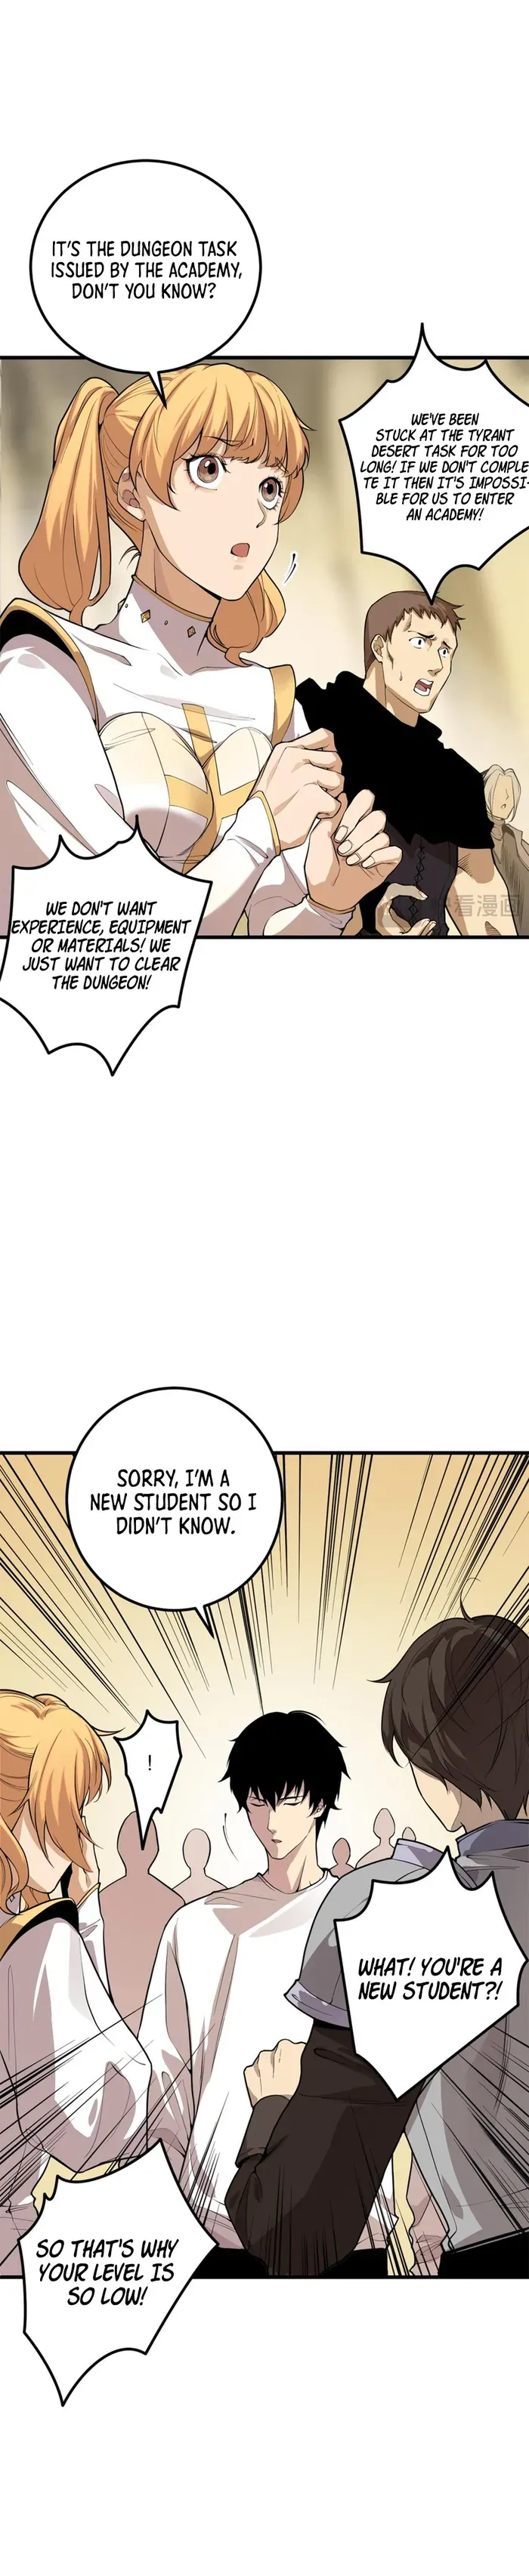 IT'S THE DUNGEON TASK
ISSUED BY THE ACADEMY,
DON'T YOU KNOW?
WE'VE BEEN
STUCK AT THE TYRANT
DESERT TASK FOR TOO
LONG! IF WE DON'T COMPLE
TE IT THEN IT'S IMPOSSI-
BLE FOR US TO ENTER
AN ACADEMY!
看漫画
WE DON'T WANT
EXPERIENCE, EQUIPMENT
OR MATERIALS! WE
JUST WANT TO CLEAR
THE DUNGEON!
SORRY, I'M A
NEW STUDENT SO I
DIDN'T KNOW.
!
WHAT! YOU'RE A
NEW STUDENT?!
SO THAT'S WHY
YOUR LEVEL IS
SO LOW!